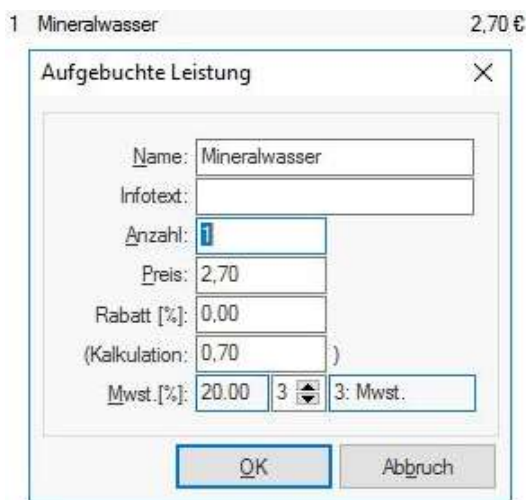 1 Mineralwasser 2,70 €
Aufgebuchte Leistung
Name: Mineralwasser
Infotext:
Anzahl: 1
Preis: 2,70
Rabatt [%]: 0,00
(Kalkulation: 0,70 )
Mwst.[%]: 20.00 3 3: Mwst.
OK Abbruch